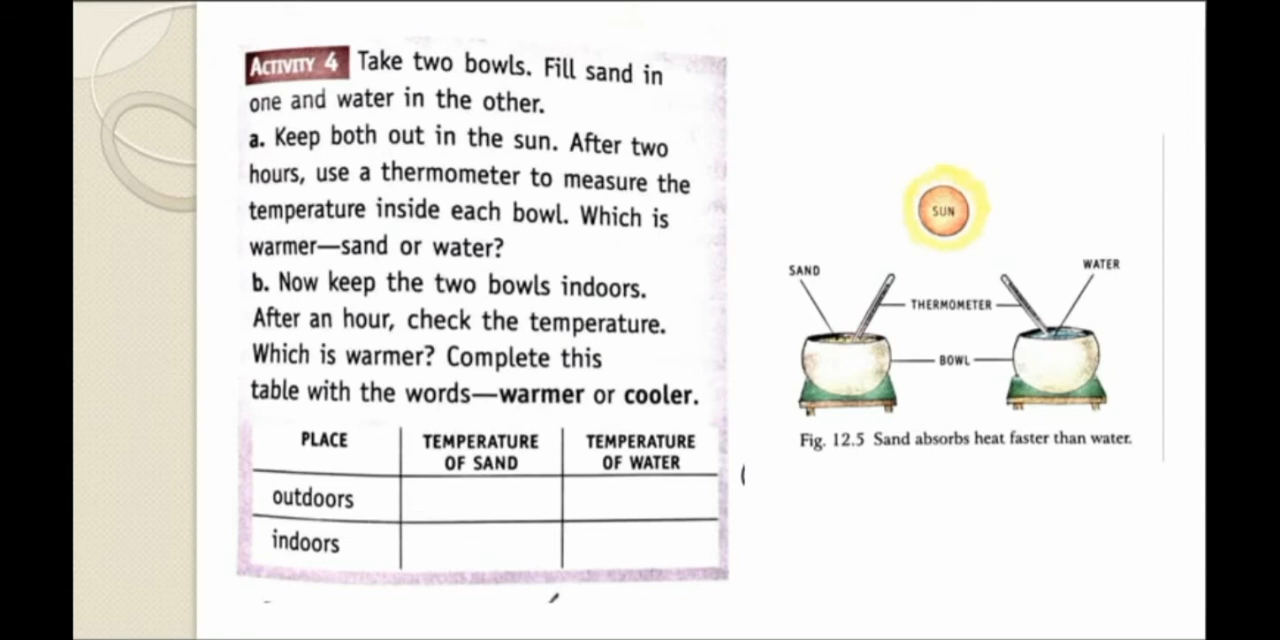 ACTIVITY 4 Take two bowls. Fill sand in
one and water in the other.
a. Keep both out in the sun. After two
hours, use a thermometer to measure the
temperature inside each bowl. Which is
warmer—sand or water?
b. Now keep the two bowls indoors.
After an hour, check the temperature.
Which is warmer? Complete this
table with the words—warmer or cooler.
PLACE TEMPERATURE OF SAND TEMPERATURE OF WATER
outdoors
indoors
SUN
SAND
WATER
THERMOMETER
BOWL
Fig. 12.5 Sand absorbs heat faster than water.